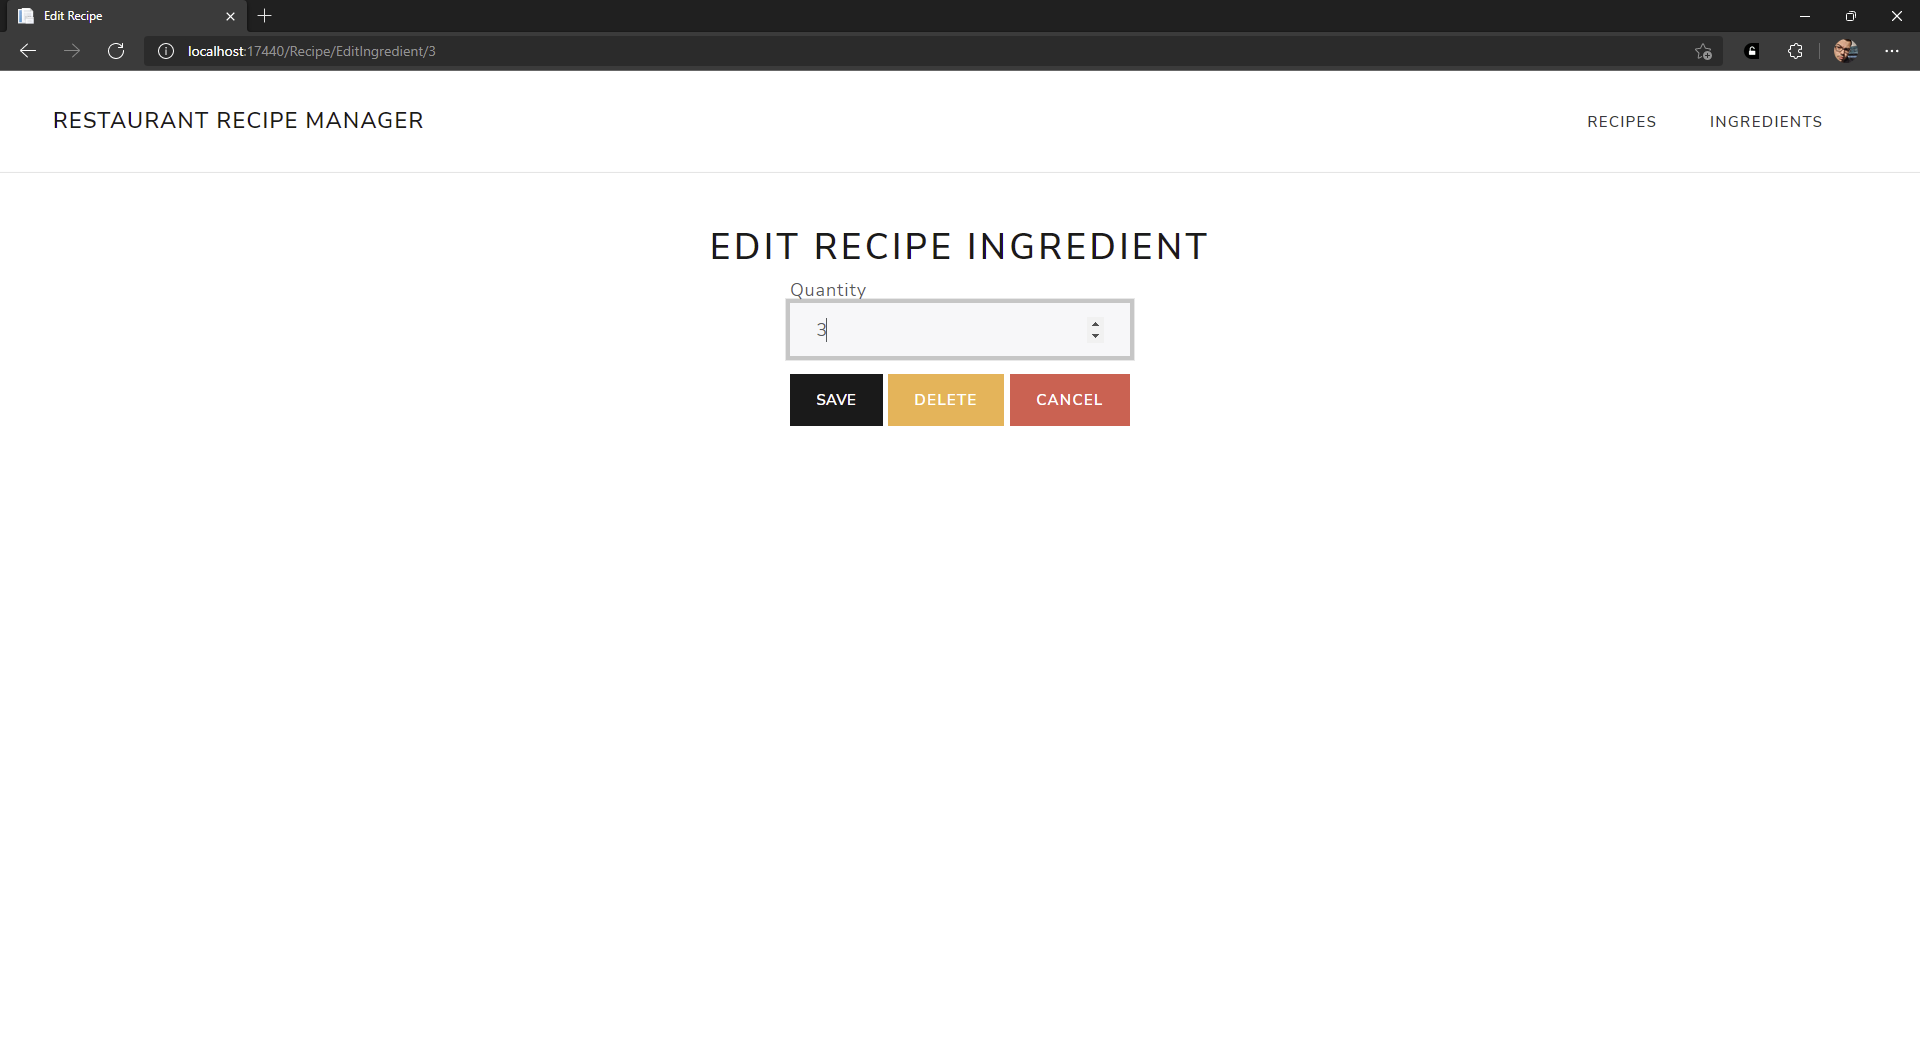 Edit Recipe
localhost:17440/Recipe/EditIngredient/3
RESTAURANT RECIPE MANAGER
RECIPES
INGREDIENTS
EDIT RECIPE INGREDIENT
Quantity
3
SAVE
DELETE
CANCEL